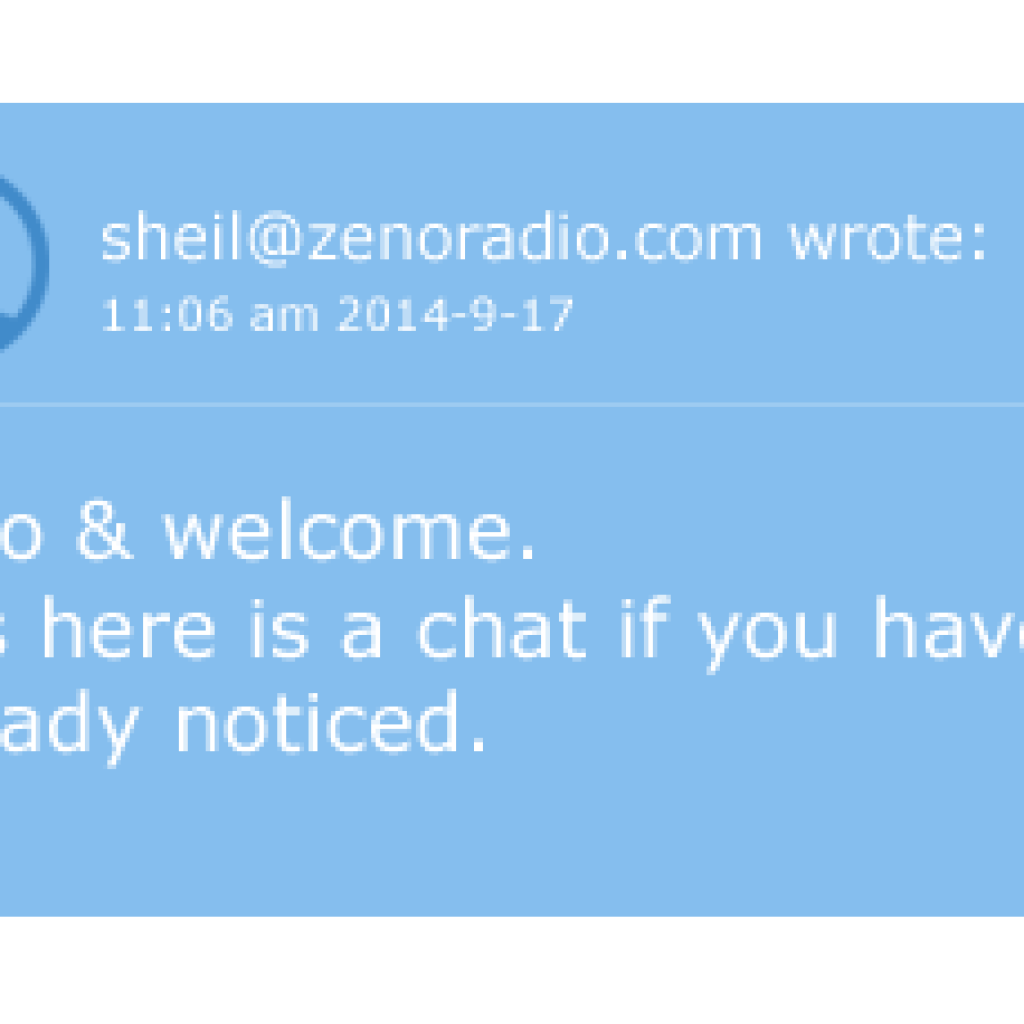 sheil@zenoradio.com wrote:
11:06 am 2014-9-17
o & welcome.
s here is a chat if you have
ady noticed.